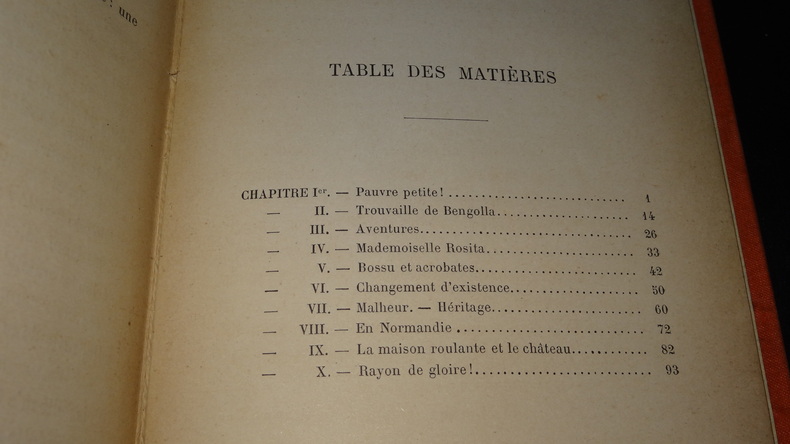 une
TABLE DES MATIÈRES
CHAPITRE Ier. — Pauvre petite! .......................... 1
— II. — Trouvaille de Bengolla.................... 14
— III. — Aventures................................ 26
— IV. — Mademoiselle Rosita...................... 33
— V. — Bossu et acrobates......................... 42
— VI. — Changement d'existence................... 50
— VII. — Malheur. — Héritage...................... 60
— VIII. — En Normandie ............................ 72
— IX. — La maison roulante et le château............ 82
— X. — Rayon de gloire!............................ 93